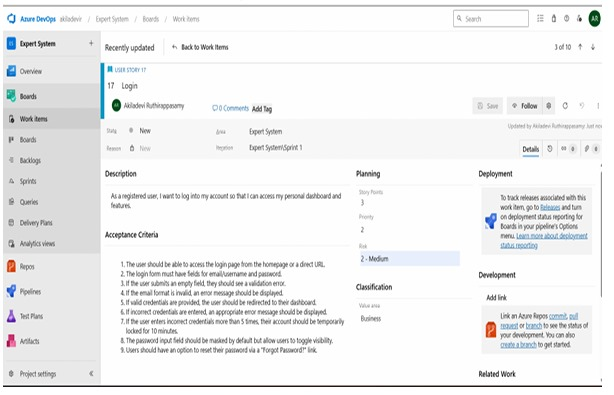 Azure DevOps akiladevir / Expert System / Boards / Work items
Search
AR
Expert System +
Recently updated
Back to Work Items
3 of 10
Overview
Boards
Work items
Boards
Backlogs
Sprints
Queries
Delivery Plans
Analytics views
Repos
Pipelines
Test Plans
Artifacts
Project settings
USER STORY 17
17 Login
AR Akiladevi Ruthirappasamy
0 Comments Add Tag
Save
Follow
Updated by Akiladevi Ruthirappasamy Just now
State New
Area Expert System
Reason New
Iteration Expert System\Sprint 1
Details
0
0
Description
As a registered user, I want to log into my account so that I can access my personal dashboard and
features.
Acceptance Criteria
1. The user should be able to access the login page from the homepage or a direct URL.
2. The login form must have fields for email/username and password.
3. If the user submits an empty field, they should see a validation error.
4. If the email format is invalid, an error message should be displayed.
5. If valid credentials are provided, the user should be redirected to their dashboard.
6. If incorrect credentials are entered, an appropriate error message should be displayed.
7. If the user enters incorrect credentials more than 5 times, their account should be temporarily
locked for 10 minutes.
8. The password input field should be masked by default but allow users to toggle visibility.
9. Users should have an option to reset their password via a "Forgot Password?" link.
Planning
Story Points
3
Priority
2
Risk
2 - Medium
Classification
Value area
Business
Deployment
To track releases associated with this
work item, go to Releases and turn
on deployment status reporting for
Boards in your pipeline's Options
menu. Learn more about deployment
status reporting
Development
Add link
Link an Azure Repos commit, pull
request or branch to see the status of
your development. You can also
create a branch to get started.
Related Work